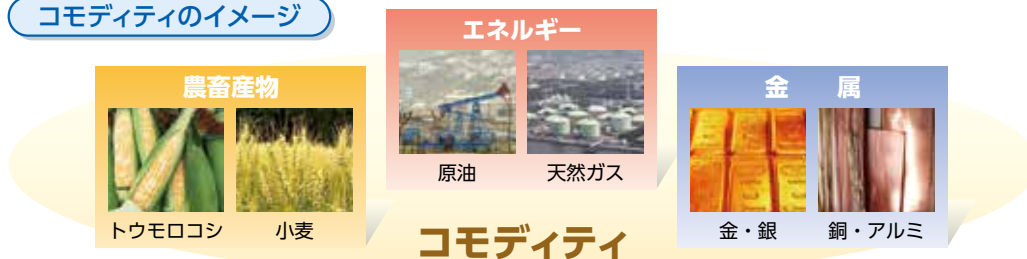 コモディティのイメージ
エネルギー
原油
天然ガス
農畜産物
トウモロコシ
小麦
金 属
金・銀
銅・アルミ
コモディティ